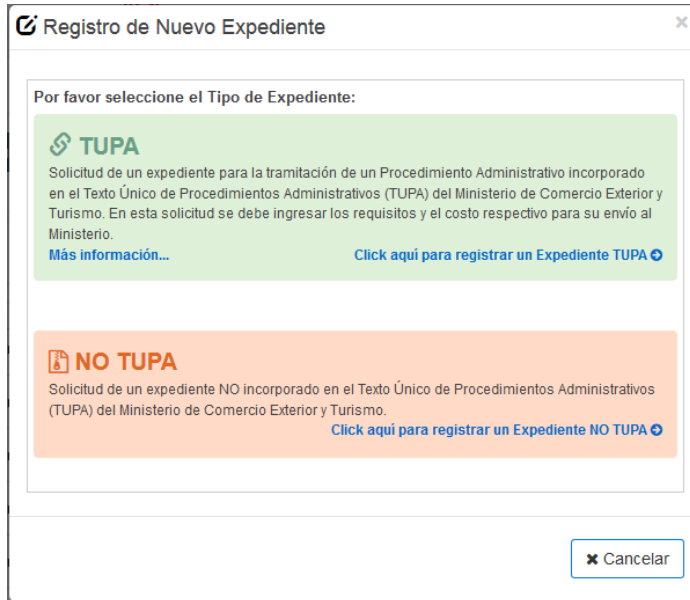 Registro de Nuevo Expediente
Por favor seleccione el Tipo de Expediente:
TUPA
Solicitud de un expediente para la tramitación de un Procedimiento Administrativo incorporado
en el Texto Único de Procedimientos Administrativos (TUPA) del Ministerio de Comercio Exterior y
Turismo. En esta solicitud se debe ingresar los requisitos y el costo respectivo para su envío al
Ministerio.
Más información... Click aquí para registrar un Expediente TUPA
NO TUPA
Solicitud de un expediente NO incorporado en el Texto Único de Procedimientos Administrativos
(TUPA) del Ministerio de Comercio Exterior y Turismo.
Click aquí para registrar un Expediente NO TUPA
Cancelar